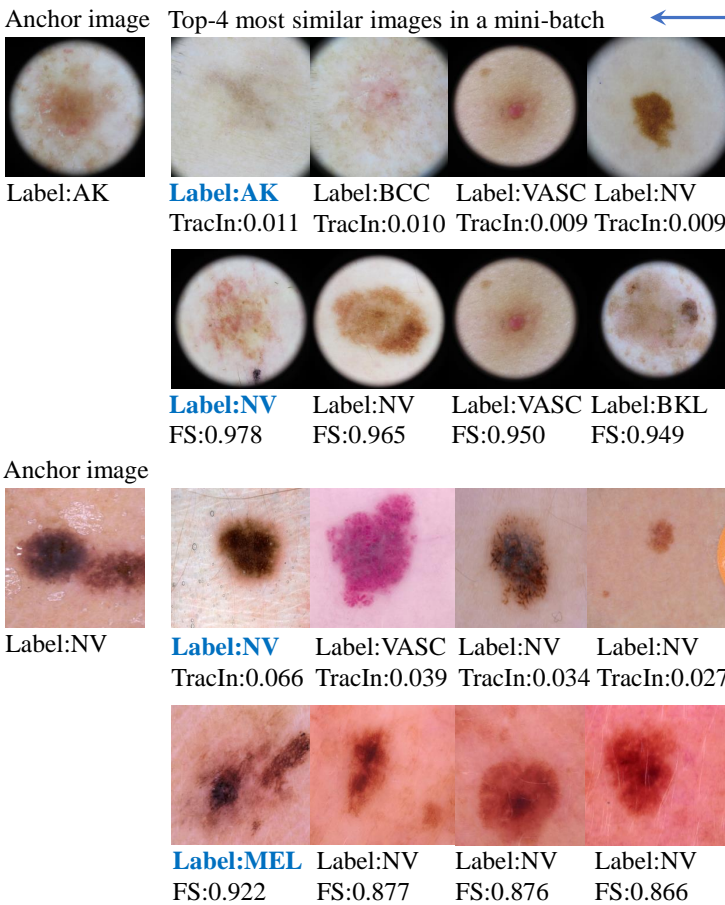 Anchor image Top-4 most similar images in a mini-batch
Label:AK Label:AK Label:BCC Label:VASC Label:NV
TracIn:0.011 TracIn:0.010 TracIn:0.009 TracIn:0.009
Label:NV Label:NV Label:VASC Label:BKL
FS:0.978 FS:0.965 FS:0.950 FS:0.949
Anchor image
Label:NV Label:NV Label:VASC Label:NV Label:NV
TracIn:0.066 TracIn:0.039 TracIn:0.034 TracIn:0.027
Label:MEL Label:NV Label:NV Label:NV
FS:0.922 FS:0.877 FS:0.876 FS:0.866